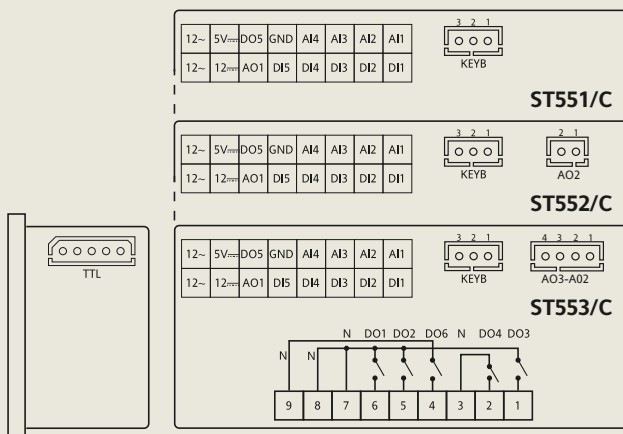 12~ 5V⎓ DO5 GND AI4 AI3 AI2 AI1
12~ 12⎓ AO1 DI5 DI4 DI3 DI2 DI1
3 2 1
KEYB
ST551/C
12~ 5V⎓ DO5 GND AI4 AI3 AI2 AI1
12~ 12⎓ AO1 DI5 DI4 DI3 DI2 DI1
3 2 1
KEYB
2 1
AO2
ST552/C
TTL
12~ 5V⎓ DO5 GND AI4 AI3 AI2 AI1
12~ 12⎓ AO1 DI5 DI4 DI3 DI2 DI1
3 2 1
KEYB
4 3 2 1
AO3-A02
ST553/C
N DO1 DO2 DO6 N DO4 DO3
N N
9 8 7 6 5 4 3 2 1